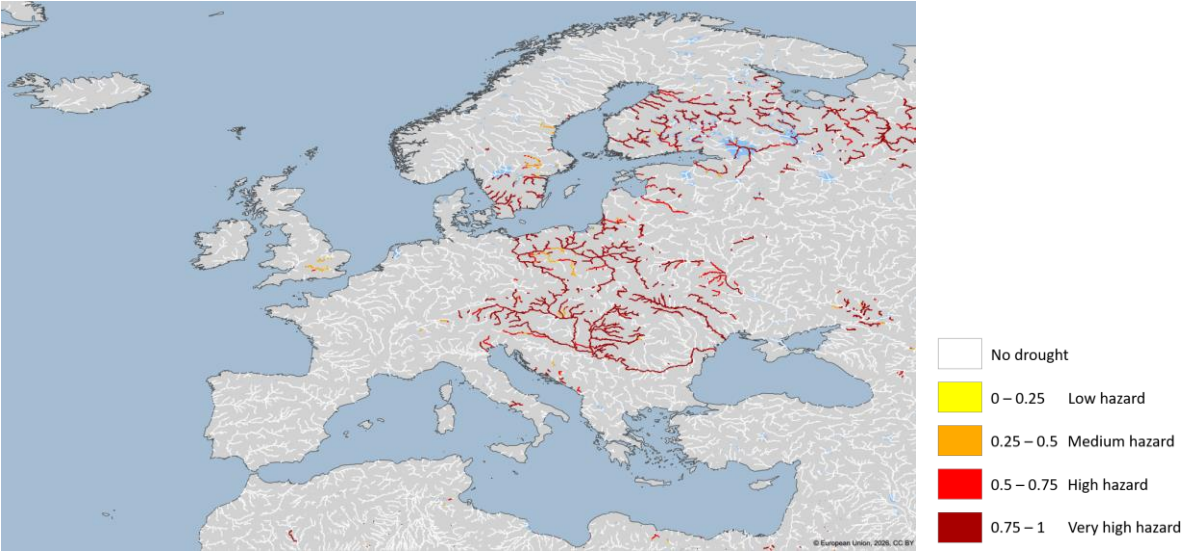 No drought
0 – 0.25 Low hazard
0.25 – 0.5 Medium hazard
0.5 – 0.75 High hazard
0.75 – 1 Very high hazard
© European Union, 2026, CC BY